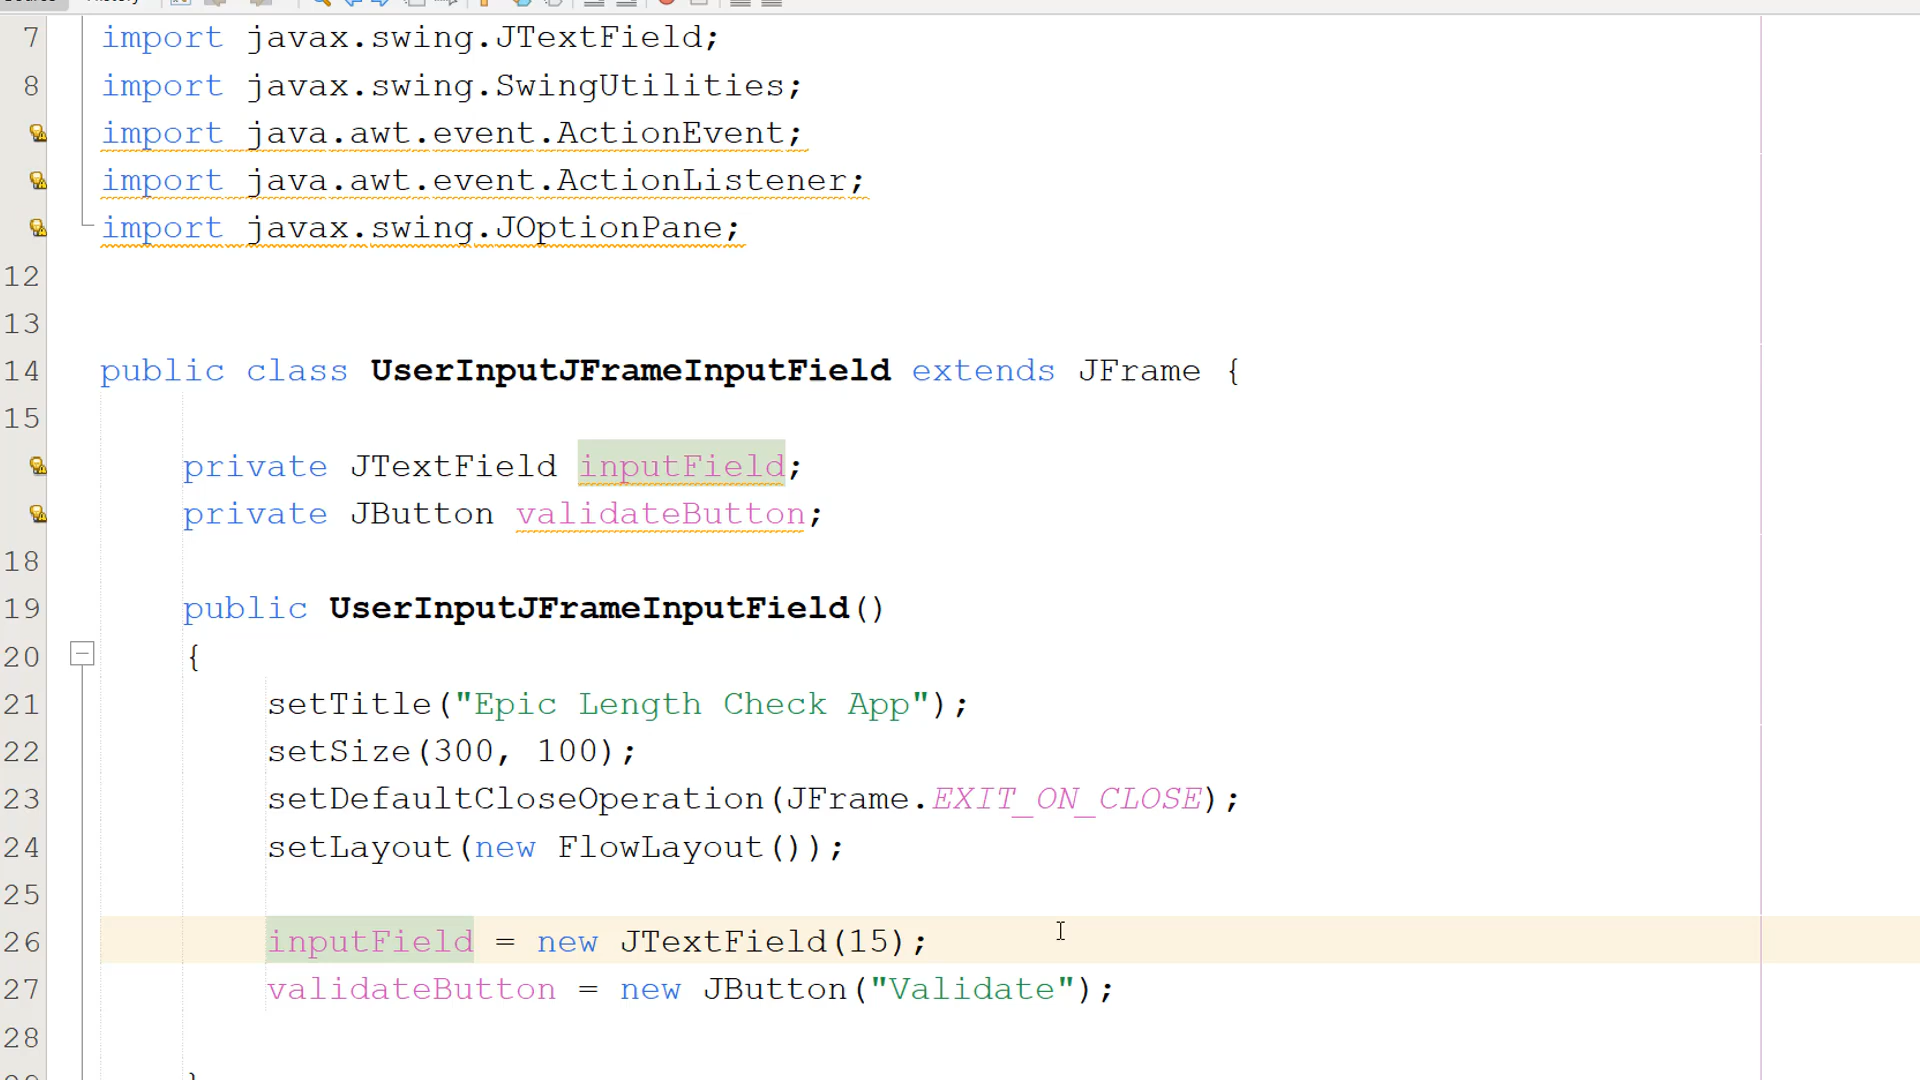 7 import javax.swing.JTextField;
8 import javax.swing.SwingUtilities;
import java.awt.event.ActionEvent;
import java.awt.event.ActionListener;
import javax.swing.JOptionPane;
12
13
14 public class UserInputJFrameInputField extends JFrame {
15
private JTextField inputField;
private JButton validateButton;
18
19 public UserInputJFrameInputField()
20 {
21 setTitle("Epic Length Check App");
22 setSize(300, 100);
23 setDefaultCloseOperation(JFrame.EXIT_ON_CLOSE);
24 setLayout(new FlowLayout());
25
26 inputField = new JTextField(15);
27 validateButton = new JButton("Validate");
28